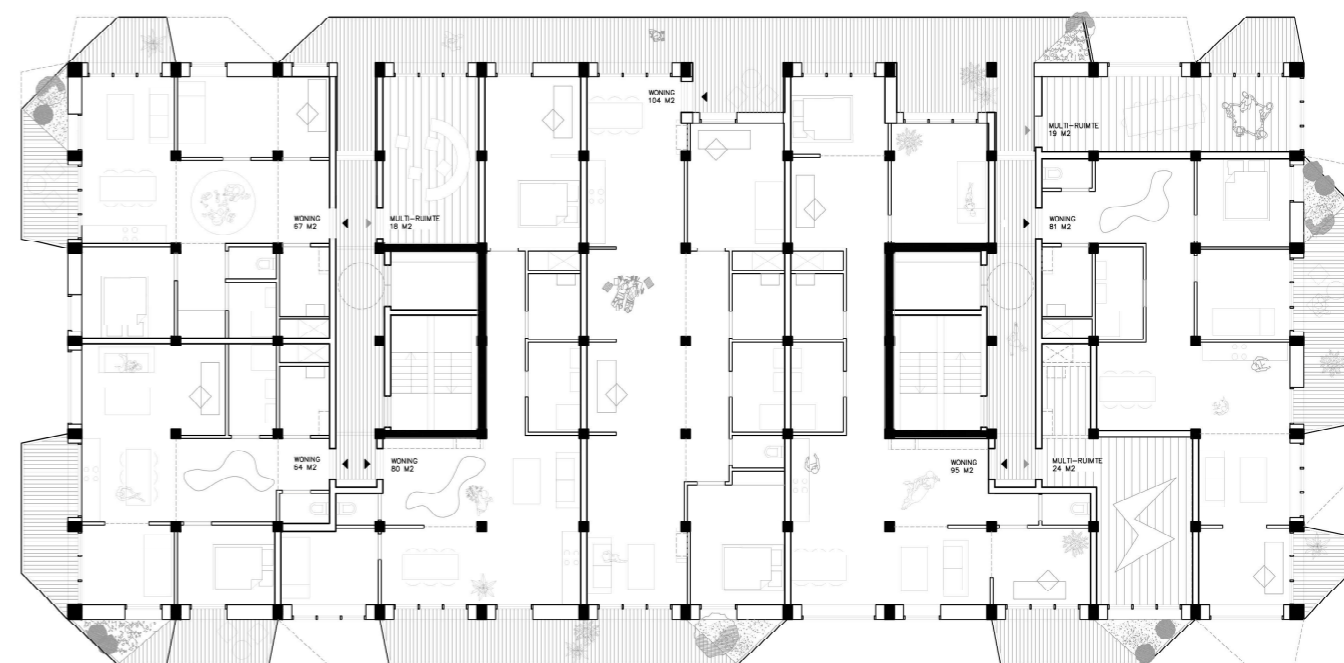 WONING
104 M2
MULTI-RUIMTE
19 M2
WONING
67 M2
MULTI-RUIMTE
18 M2
WONING
81 M2
WONING
64 M2
WONING
80 M2
WONING
95 M2
MULTI-RUIMTE
24 M2